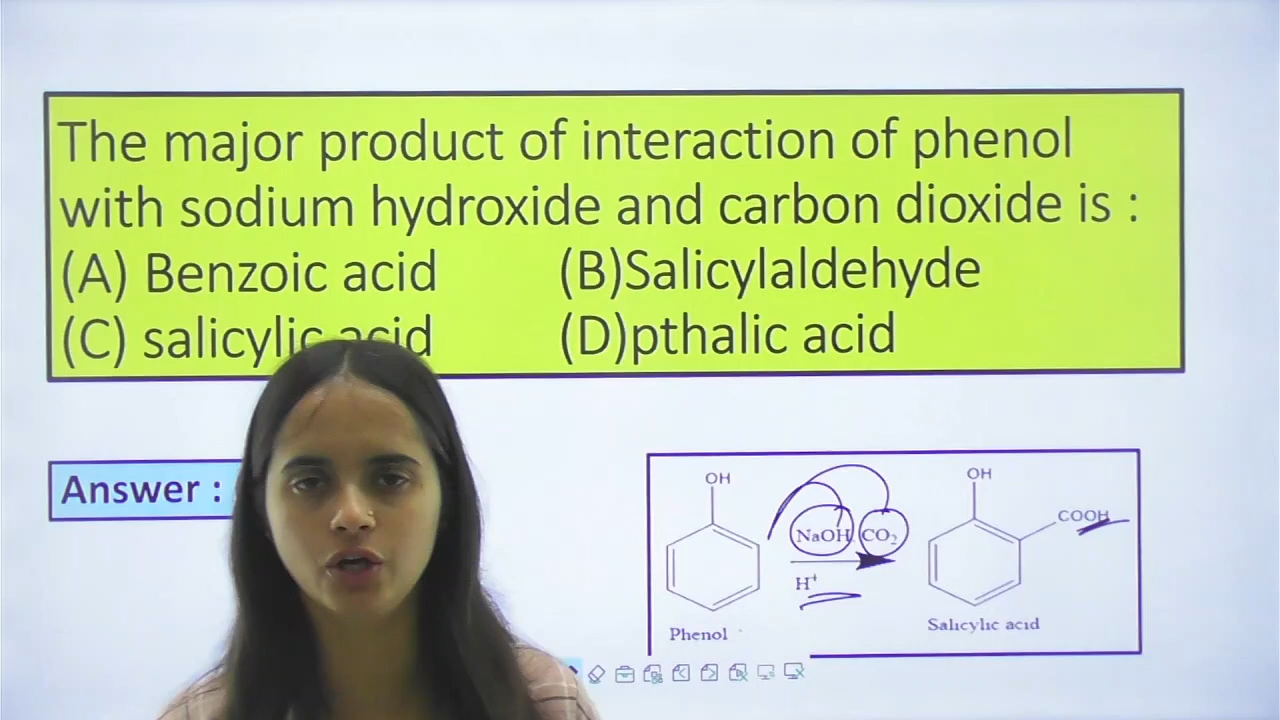 The major product of interaction of phenol
with sodium hydroxide and carbon dioxide is :
(A) Benzoic acid (B)Salicylaldehyde
(C) salicylic acid (D)pthalic acid
Answer :
OH
OH
COOH
NaOH CO₂
H⁺
Phenol
Salicylic acid